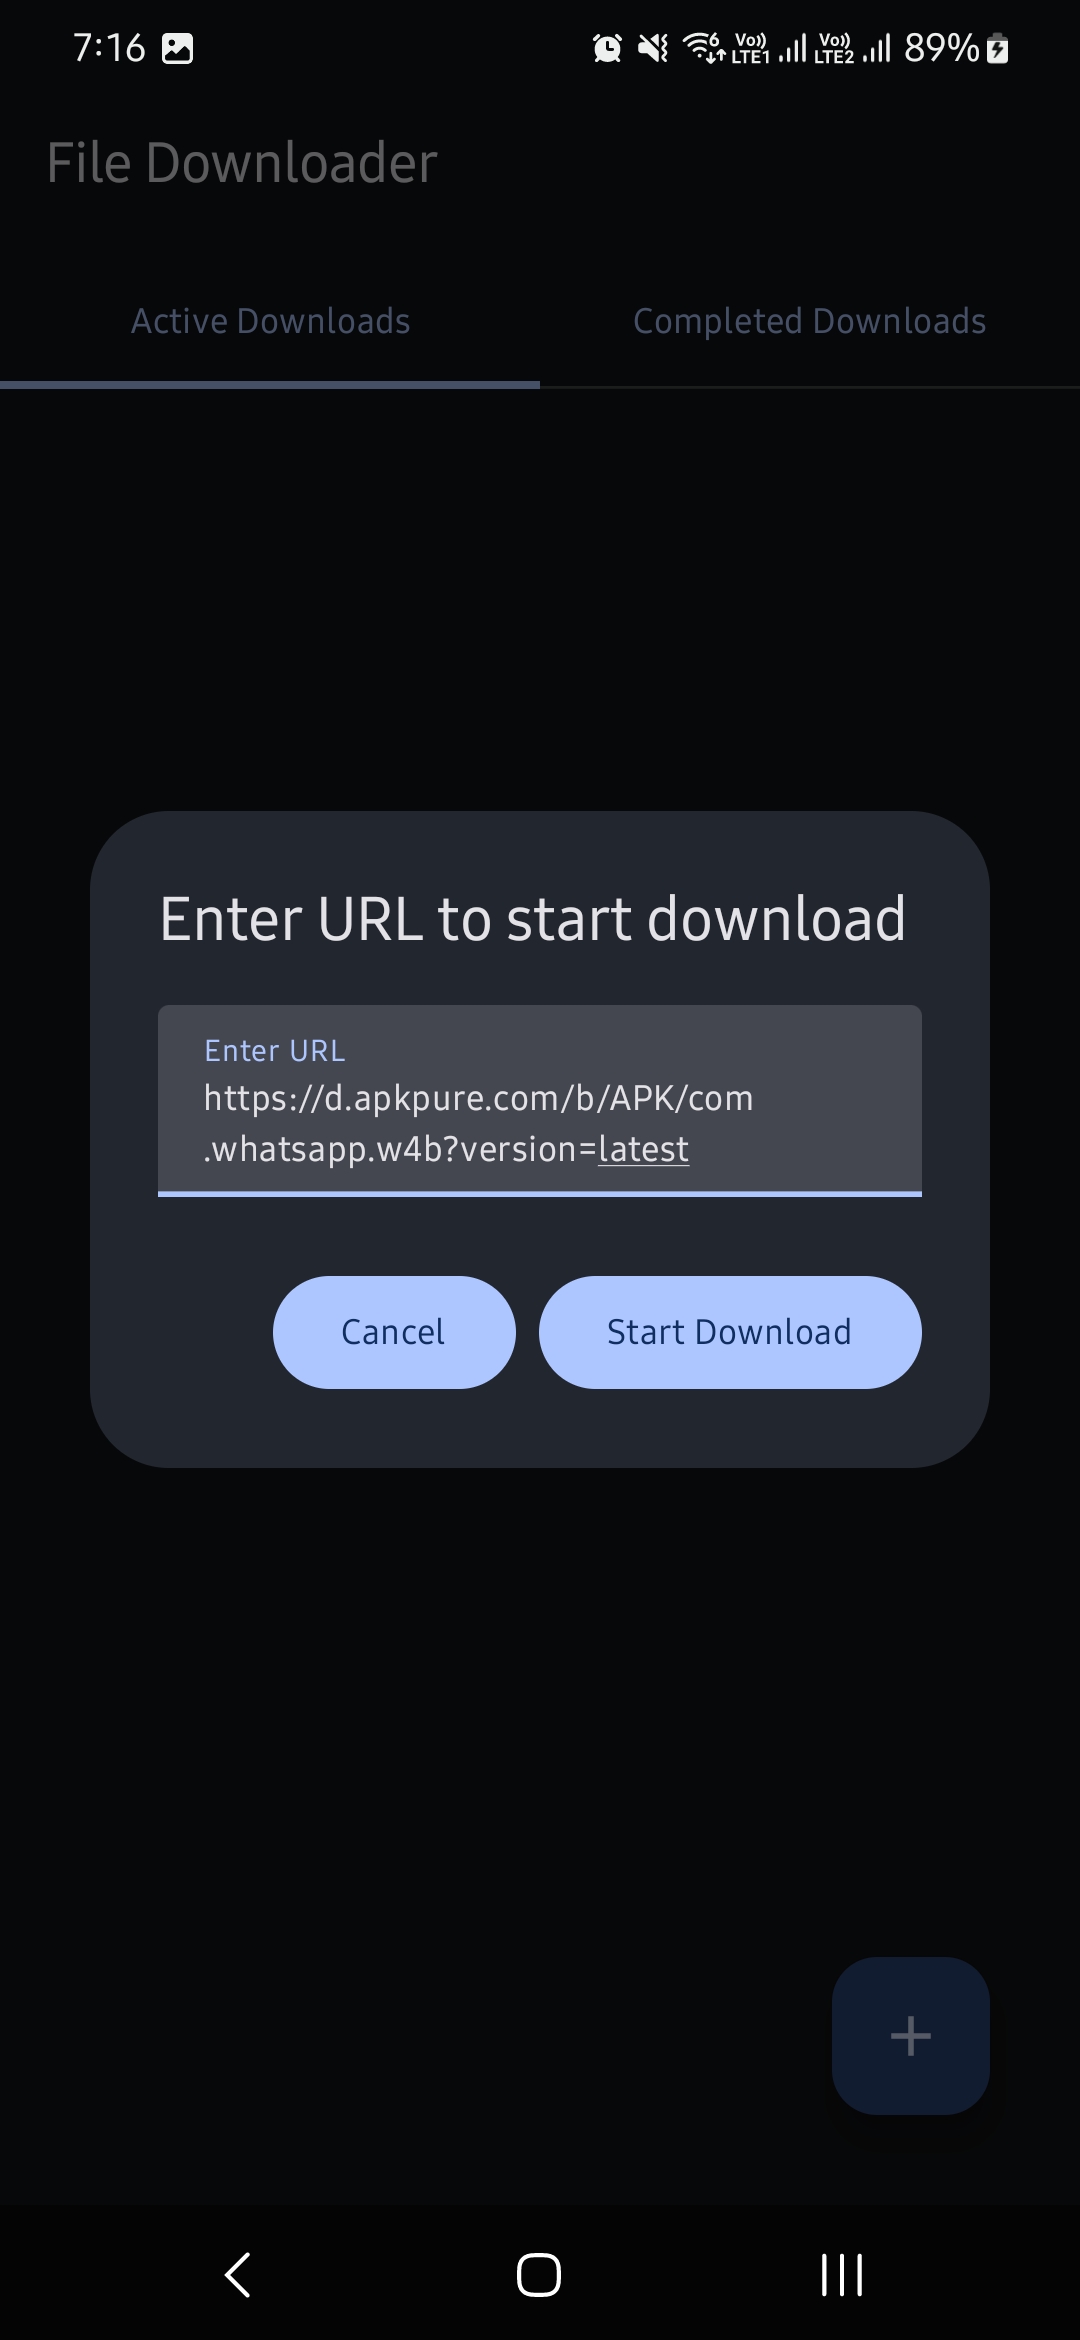 7:16
Vo)) LTE1 Vo)) LTE2 89%
File Downloader
Active Downloads
Completed Downloads
Enter URL to start download
Enter URL
https://d.apkpure.com/b/APK/com
.whatsapp.w4b?version=latest
Cancel
Start Download